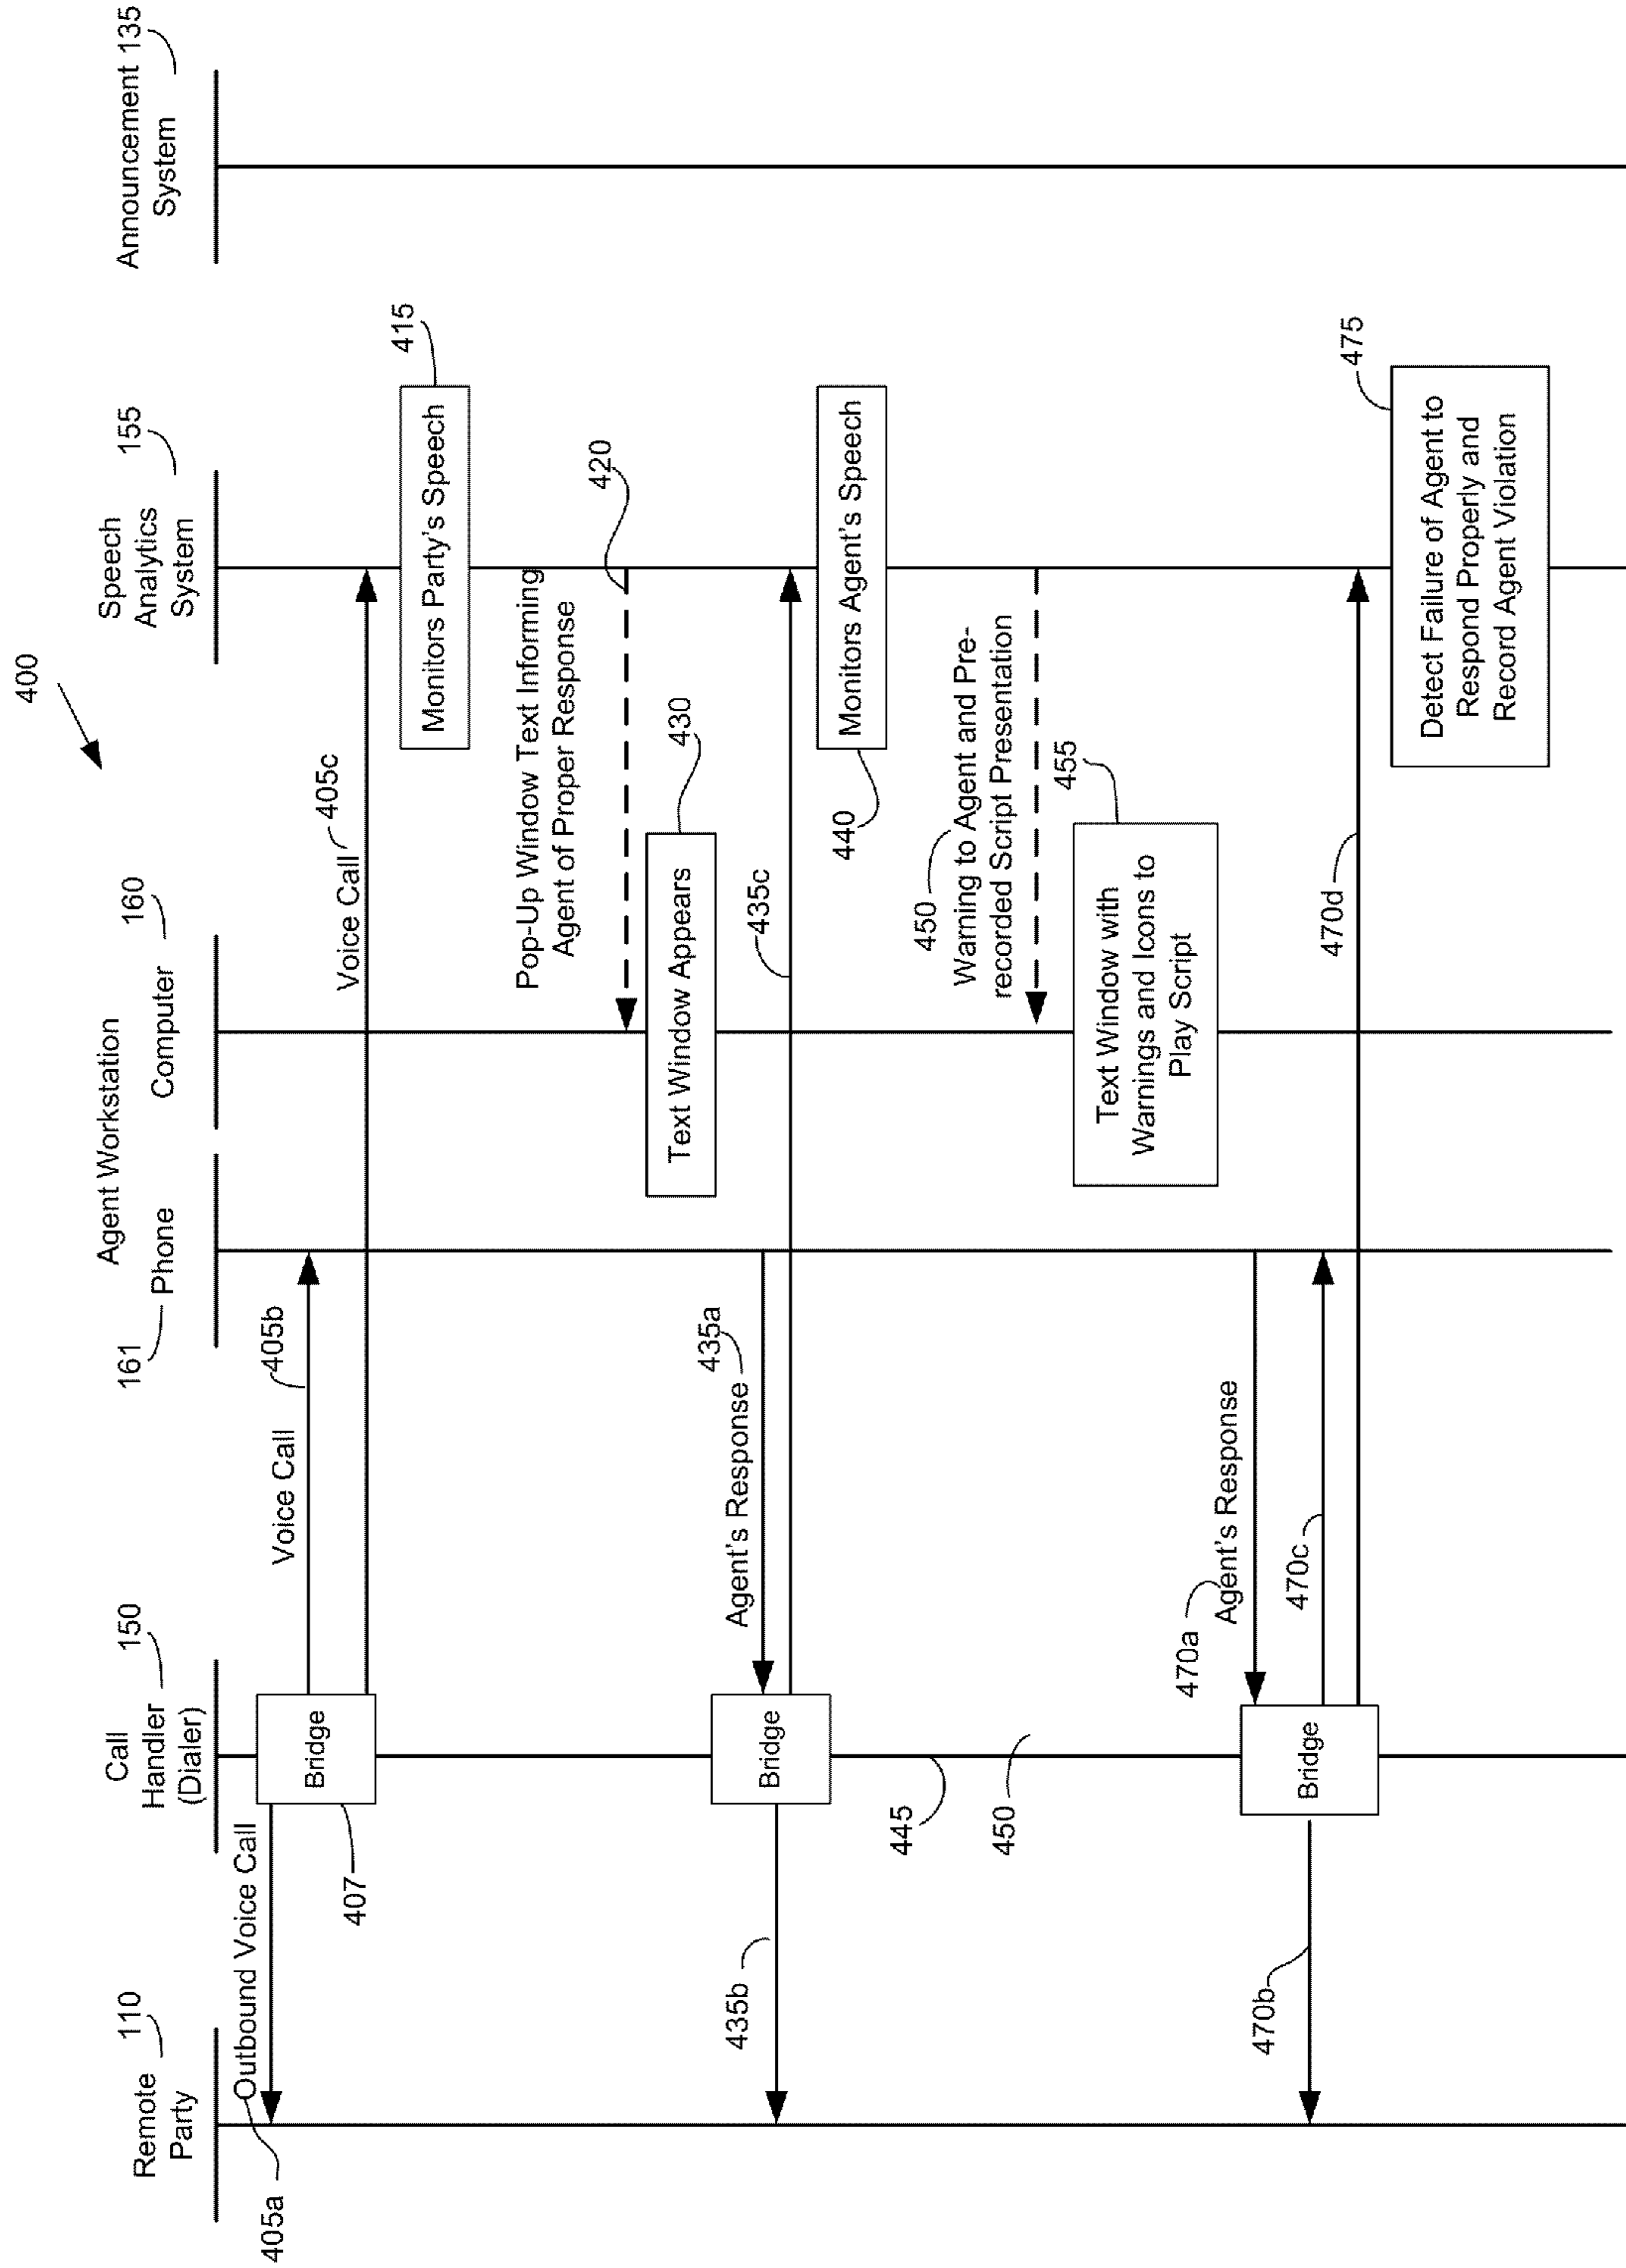 400
Remote
Party
110
Call
Handler
(Dialer)
150
Agent Workstation
161
Phone
Computer
160
Speech
Analytics
System
155
Announcement
System
135
405a
Outbound Voice Call
Bridge
407
Voice Call
405b
Voice Call
405c
Monitors Party's Speech
415
Pop-Up Window Text Informing
Agent of Proper Response
420
Text Window Appears
430
Agent's Response
435a
Bridge
435b
435c
Monitors Agent's Speech
440
445
450
450
Warning to Agent and Pre-
recorded Script Presentation
Text Window with
Warnings and Icons to
Play Script
455
470a
Agent's Response
Bridge
470b
470c
470d
Detect Failure of Agent to
Respond Properly and
Record Agent Violation
475